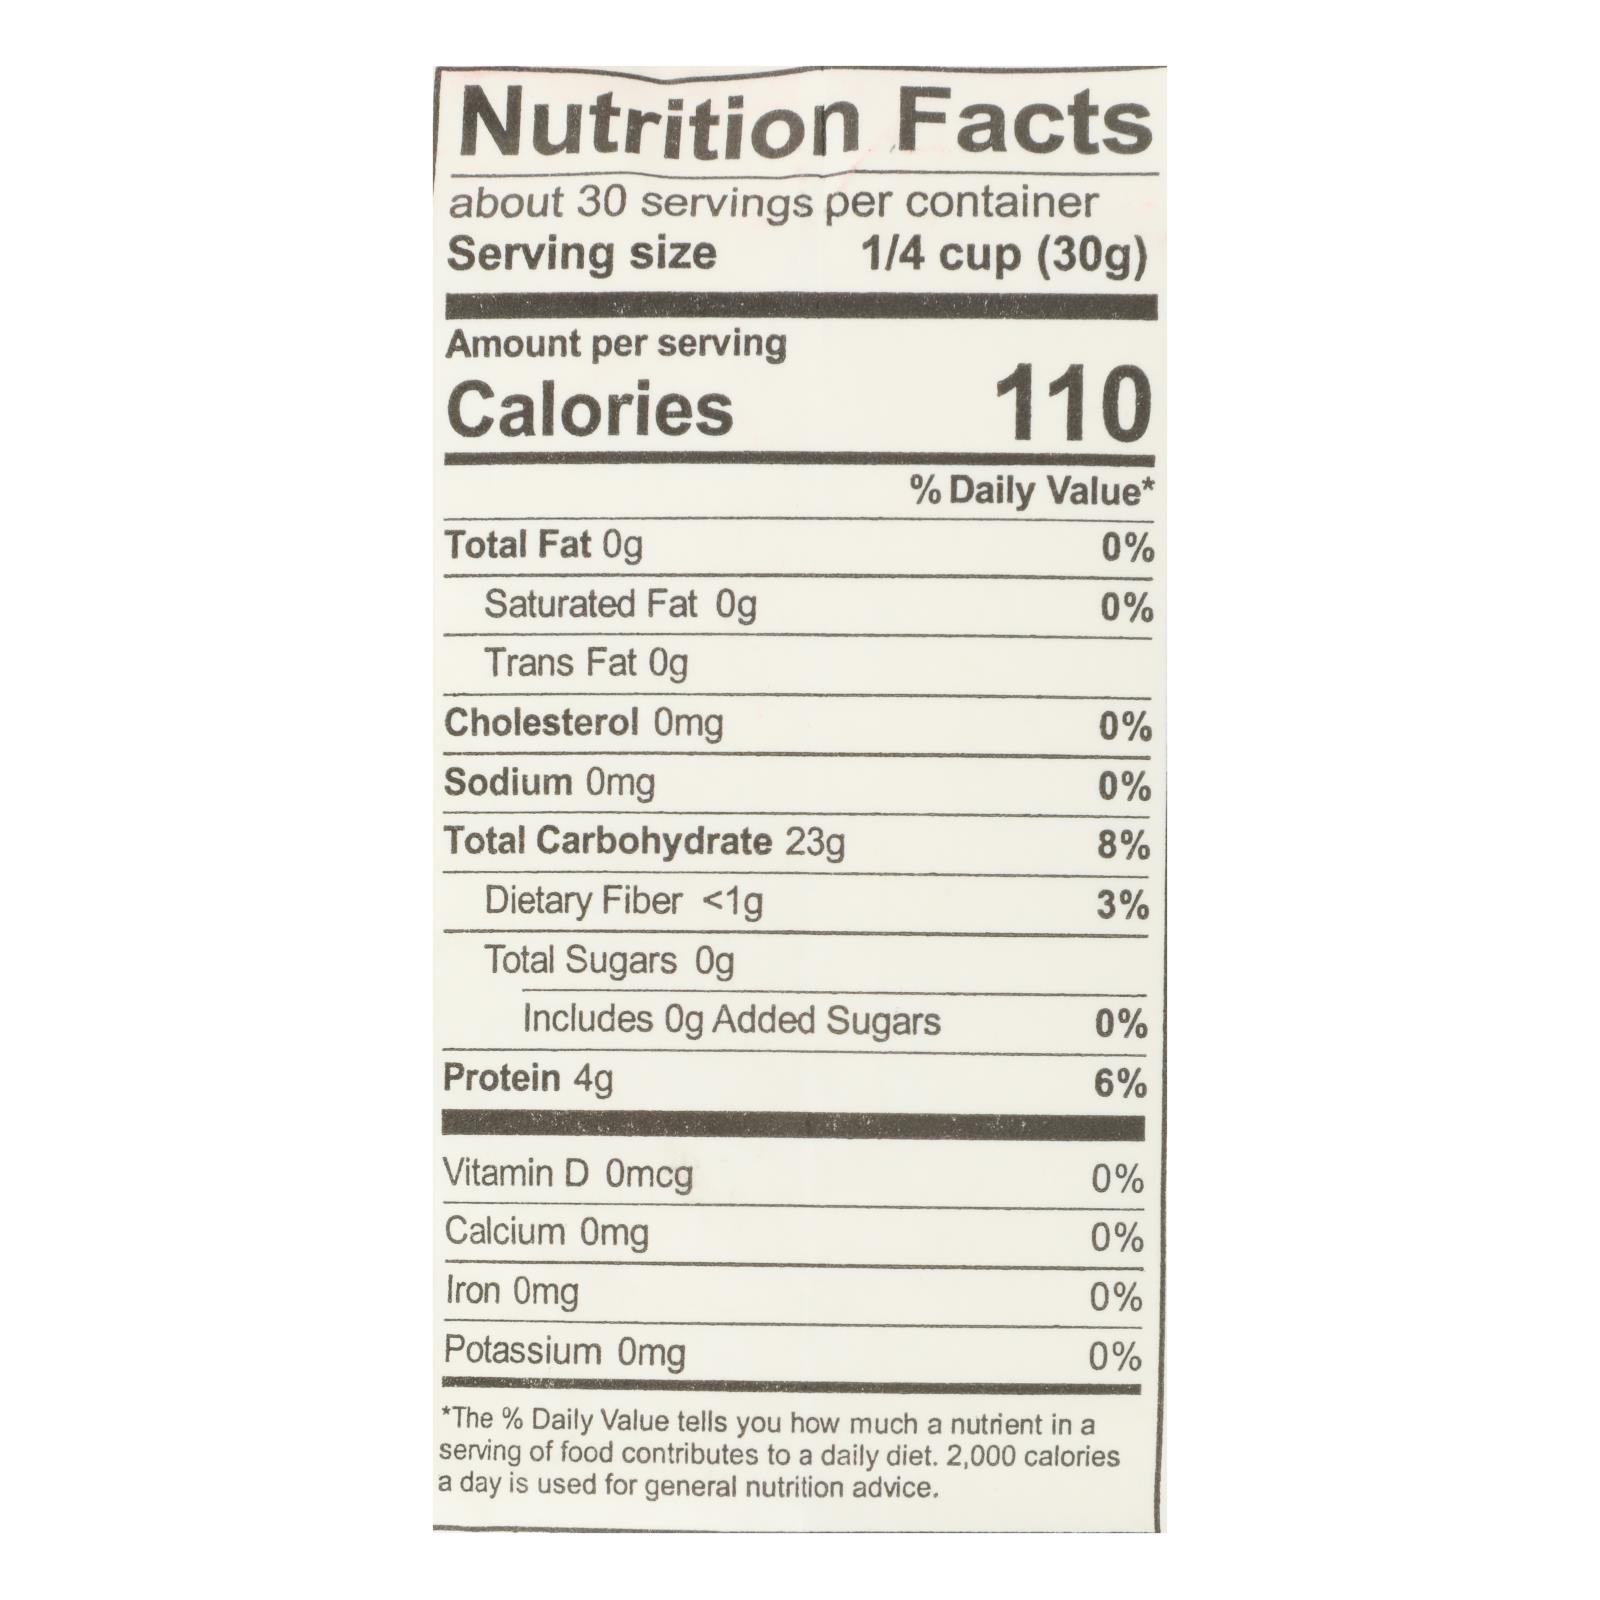 Nutrition Facts
about 30 servings per container
Serving size 1/4 cup (30g)
Amount per serving
Calories 110
% Daily Value*
Total Fat 0g 0%
Saturated Fat 0g 0%
Trans Fat 0g
Cholesterol 0mg 0%
Sodium 0mg 0%
Total Carbohydrate 23g 8%
Dietary Fiber <1g 3%
Total Sugars 0g
Includes 0g Added Sugars 0%
Protein 4g 6%
Vitamin D 0mcg 0%
Calcium 0mg 0%
Iron 0mg 0%
Potassium 0mg 0%
*The % Daily Value tells you how much a nutrient in a
serving of food contributes to a daily diet. 2,000 calories
a day is used for general nutrition advice.